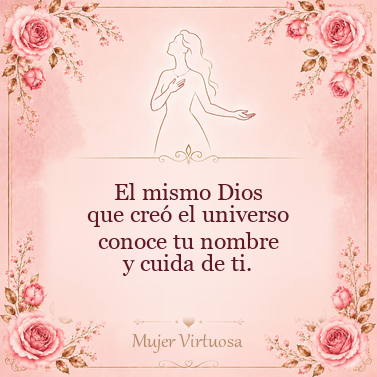 El mismo Dios
que creó el universo
conoce tu nombre
y cuida de ti.
Mujer Virtuosa